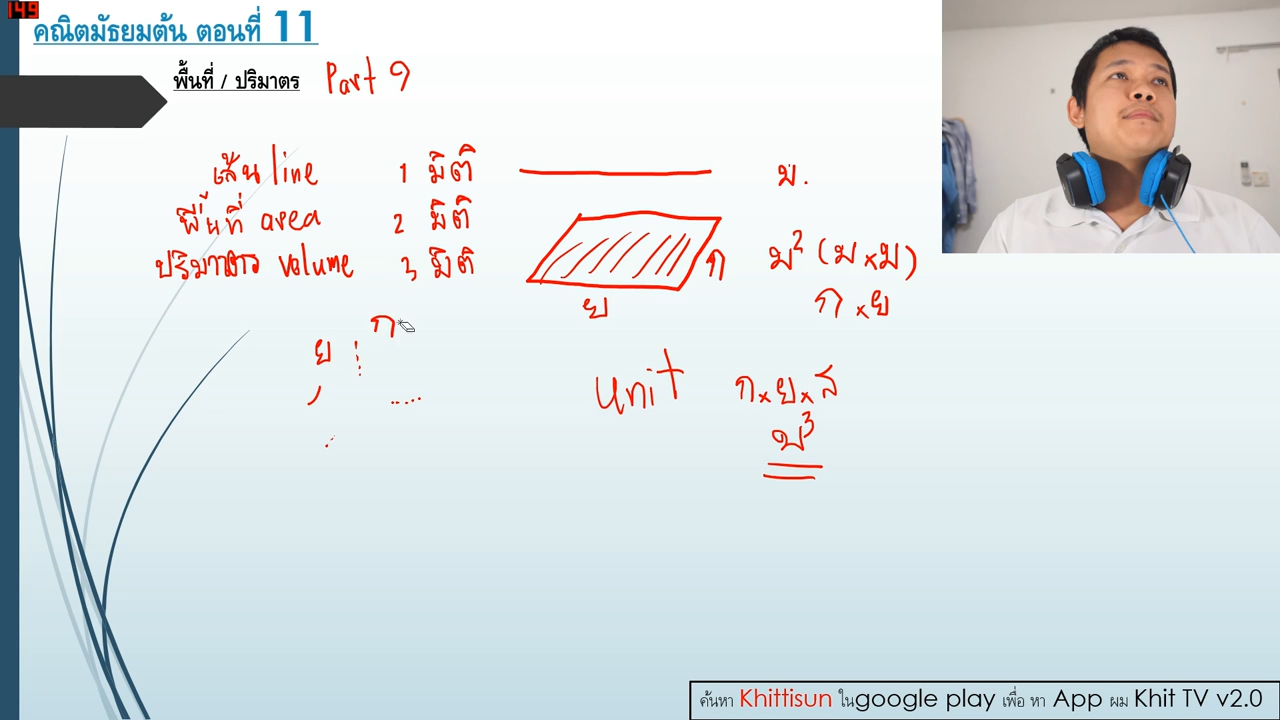 149
คณิตมัธยมต้น ตอนที่ 11
พื้นที่ / ปริมาตร Part 9
เส้น line 1 มิติ ม.
พื้นที่ area 2 มิติ
ปริมาตร volume 3 มิติ
ก ม² (ม×ม)
ย ก×ย
ก
ย
unit ก×ย×ส
ม³
ค้นหา Khittisun ในgoogle play เพื่อ หา App ผม Khit TV v2.0